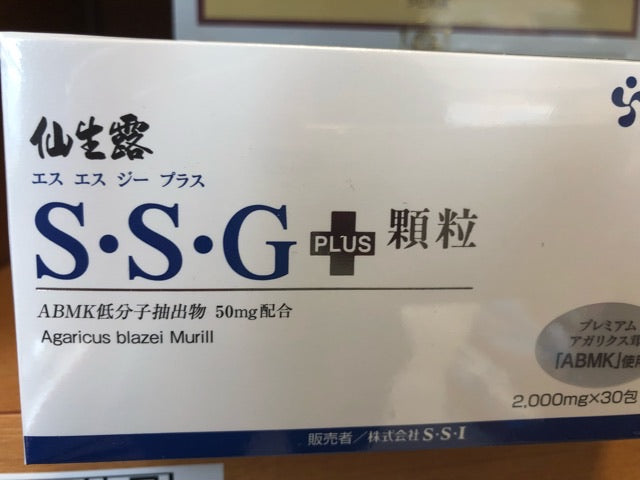 仙生露
エス エス ジー プラス
S・S・G PLUS 顆粒
ABMK低分子抽出物 50mg配合
Agaricus blazei Murill
プレミアム
アガリクス茸
「ABMK」使用
2,000mg×30包
販売者／株式会社 S・S・I